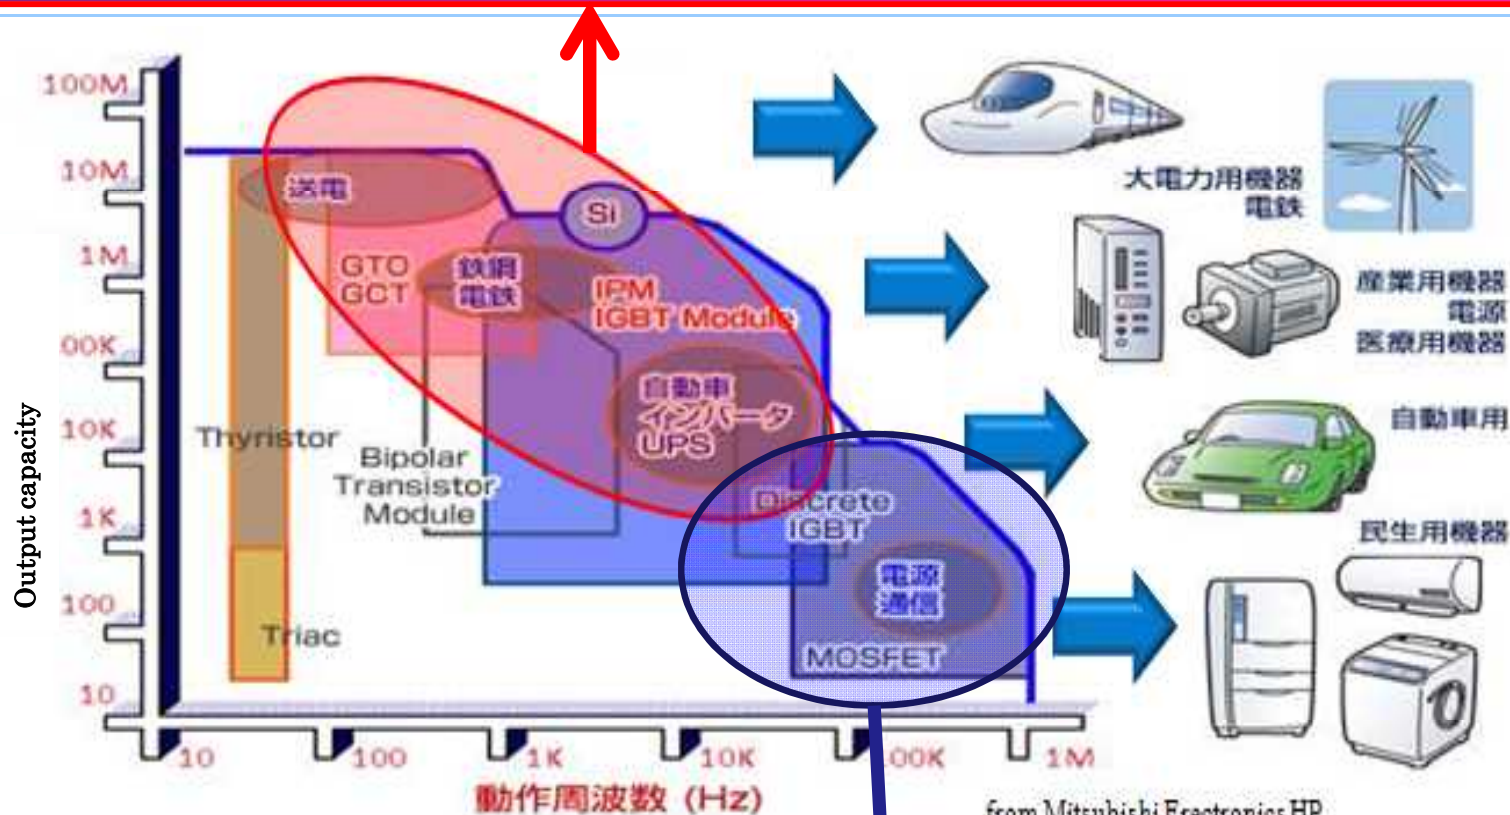 Output capacity
100M
10M
1M
00K
10K
1K
100
10
送電
Si
GTO
GCT
鉄鋼
電鉄
IPM
IGBT Module
自動車
インバータ
UPS
Thyristor
Bipolar
Transistor
Module
Discrete
IGBT
電源
通信
MOSFET
Triac
10
100
1K
10K
00K
1M
動作周波数 (Hz)
大電力用機器
電鉄
産業用機器
電源
医療用機器
自動車用
民生用機器
from Mitsubishi Erectronics HP